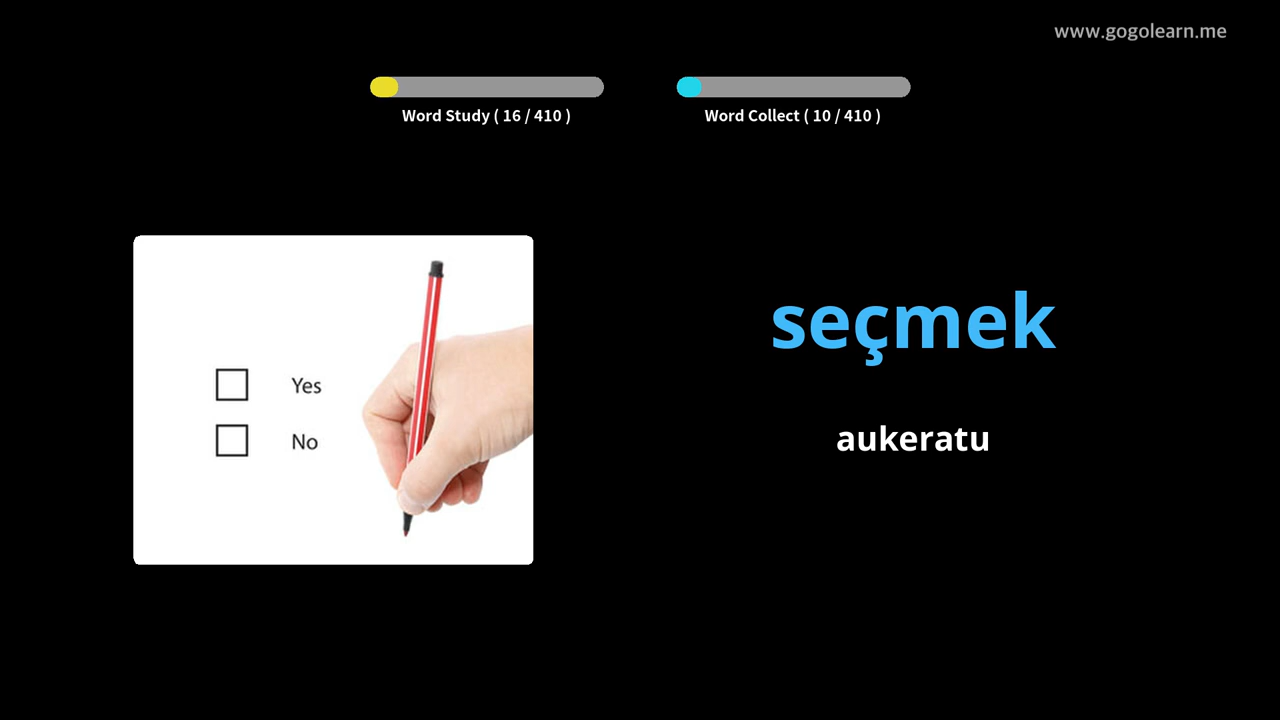 www.gogolearn.me
Word Study ( 16 / 410 )
Word Collect ( 10 / 410 )
Yes
No
seçmek
aukeratu